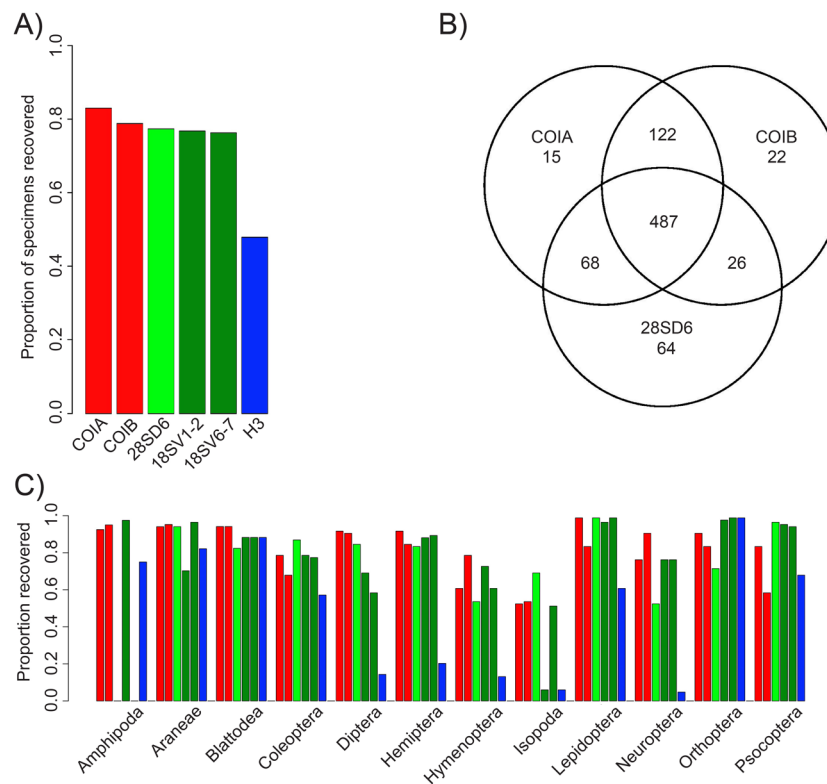 A)
Proportion of specimens recovered
1.0
0.8
0.6
0.4
0.2
0.0
COIA
COIB
28SD6
18SV1-2
18SV6-7
H3
B)
COIA
15
122
COIB
22
487
68
26
28SD6
64
C)
Proportion recovered
1.0
0.8
0.6
0.4
0.2
0.0
Amphipoda
Araneae
Blattodea
Coleoptera
Diptera
Hemiptera
Hymenoptera
Isopoda
Lepidoptera
Neuroptera
Orthoptera
Psocoptera